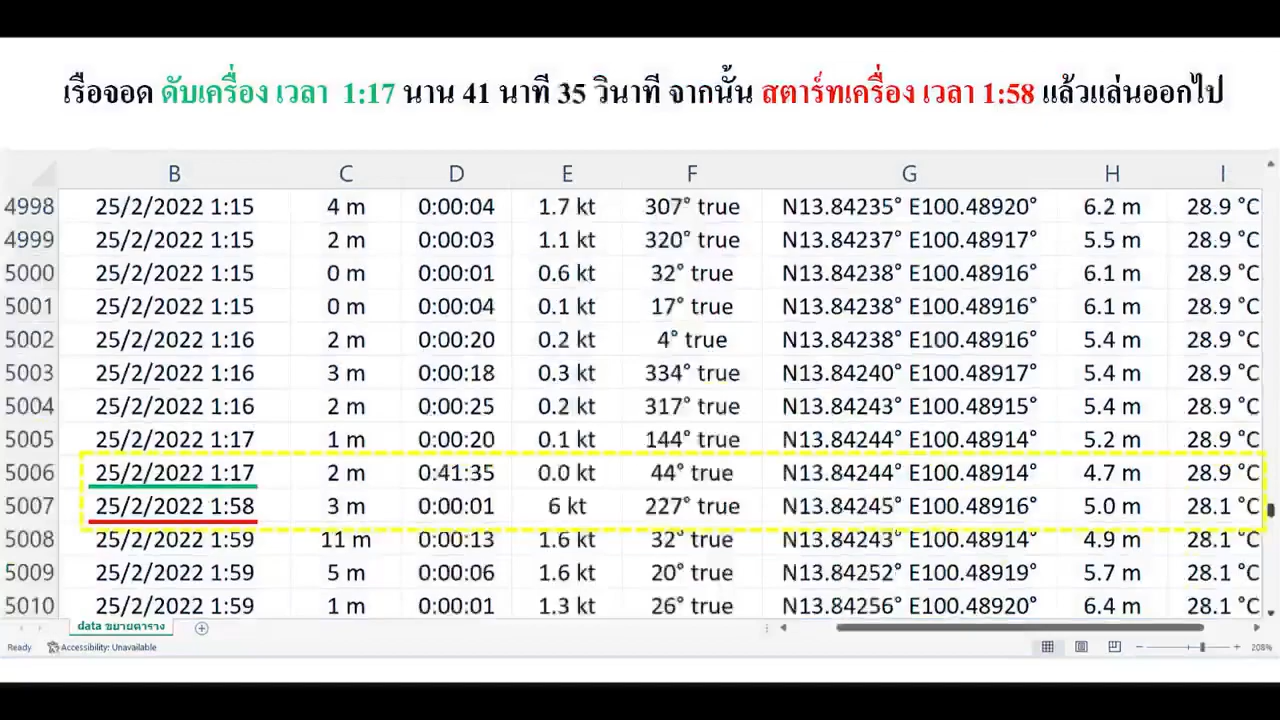 เรือจอด ดับเครื่อง เวลา 1:17 นาน 41 นาที 35 วินาที จากนั้น สตาร์ทเครื่อง เวลา 1:58 แล้วแล่นออกไป
B C D E F G H I
4998 25/2/2022 1:15 4 m 0:00:04 1.7 kt 307° true N13.84235° E100.48920° 6.2 m 28.9 °C
4999 25/2/2022 1:15 2 m 0:00:03 1.1 kt 320° true N13.84237° E100.48917° 5.5 m 28.9 °C
5000 25/2/2022 1:15 0 m 0:00:01 0.6 kt 32° true N13.84238° E100.48916° 6.1 m 28.9 °C
5001 25/2/2022 1:15 0 m 0:00:04 0.1 kt 17° true N13.84238° E100.48916° 6.1 m 28.9 °C
5002 25/2/2022 1:16 2 m 0:00:20 0.2 kt 4° true N13.84238° E100.48916° 5.4 m 28.9 °C
5003 25/2/2022 1:16 3 m 0:00:18 0.3 kt 334° true N13.84240° E100.48917° 5.4 m 28.9 °C
5004 25/2/2022 1:16 2 m 0:00:25 0.2 kt 317° true N13.84243° E100.48915° 5.4 m 28.9 °C
5005 25/2/2022 1:17 1 m 0:00:20 0.1 kt 144° true N13.84244° E100.48914° 5.2 m 28.9 °C
5006 25/2/2022 1:17 2 m 0:41:35 0.0 kt 44° true N13.84244° E100.48914° 4.7 m 28.9 °C
5007 25/2/2022 1:58 3 m 0:00:01 6 kt 227° true N13.84245° E100.48916° 5.0 m 28.1 °C
5008 25/2/2022 1:59 11 m 0:00:13 1.6 kt 32° true N13.84243° E100.48914° 4.9 m 28.1 °C
5009 25/2/2022 1:59 5 m 0:00:06 1.6 kt 20° true N13.84252° E100.48919° 5.7 m 28.1 °C
5010 25/2/2022 1:59 1 m 0:00:01 1.3 kt 26° true N13.84256° E100.48920° 6.4 m 28.1 °C
data ขยายตาราง
Ready Accessibility: Unavailable 208%